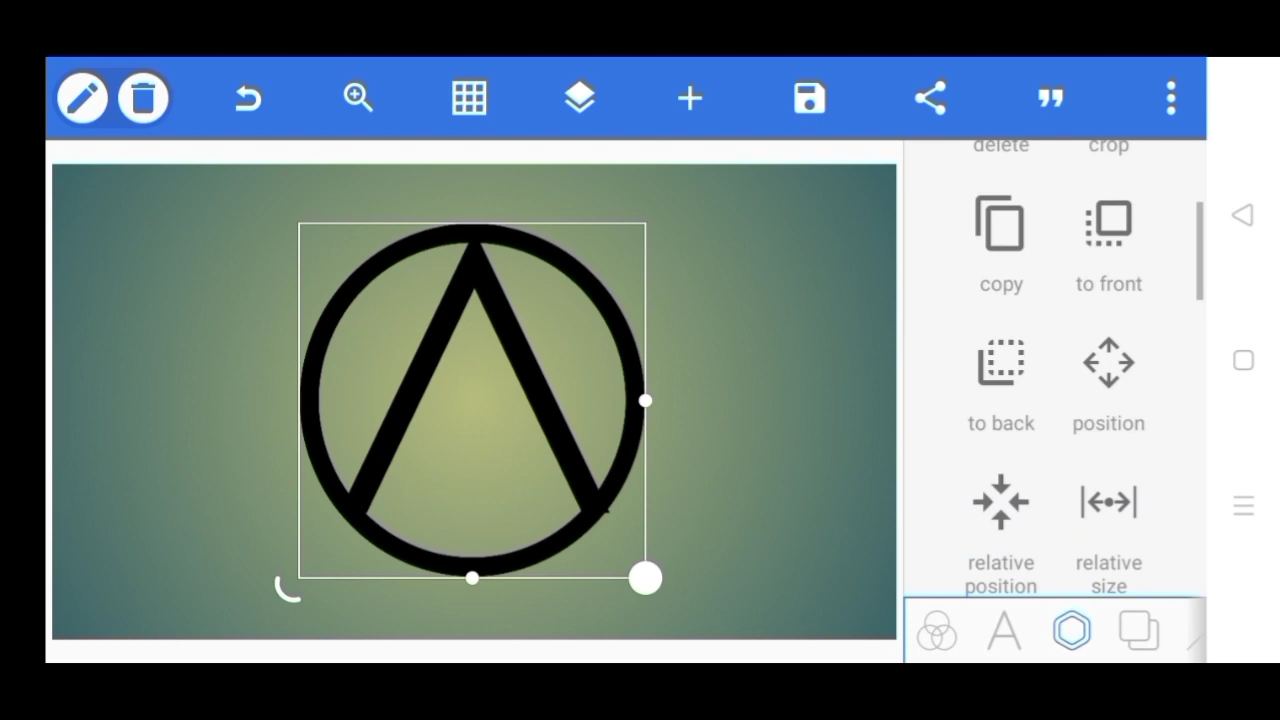 delete crop
copy to front
to back position
relative relative
position size